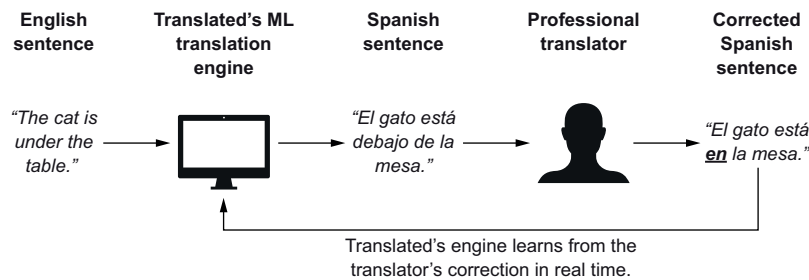 English
sentence
Translated's ML
translation
engine
Spanish
sentence
Professional
translator
Corrected
Spanish
sentence
“The cat is
under the
table.”
“El gato está
debajo de la
mesa.”
“El gato está
en la mesa.”
Translated's engine learns from the
translator's correction in real time.